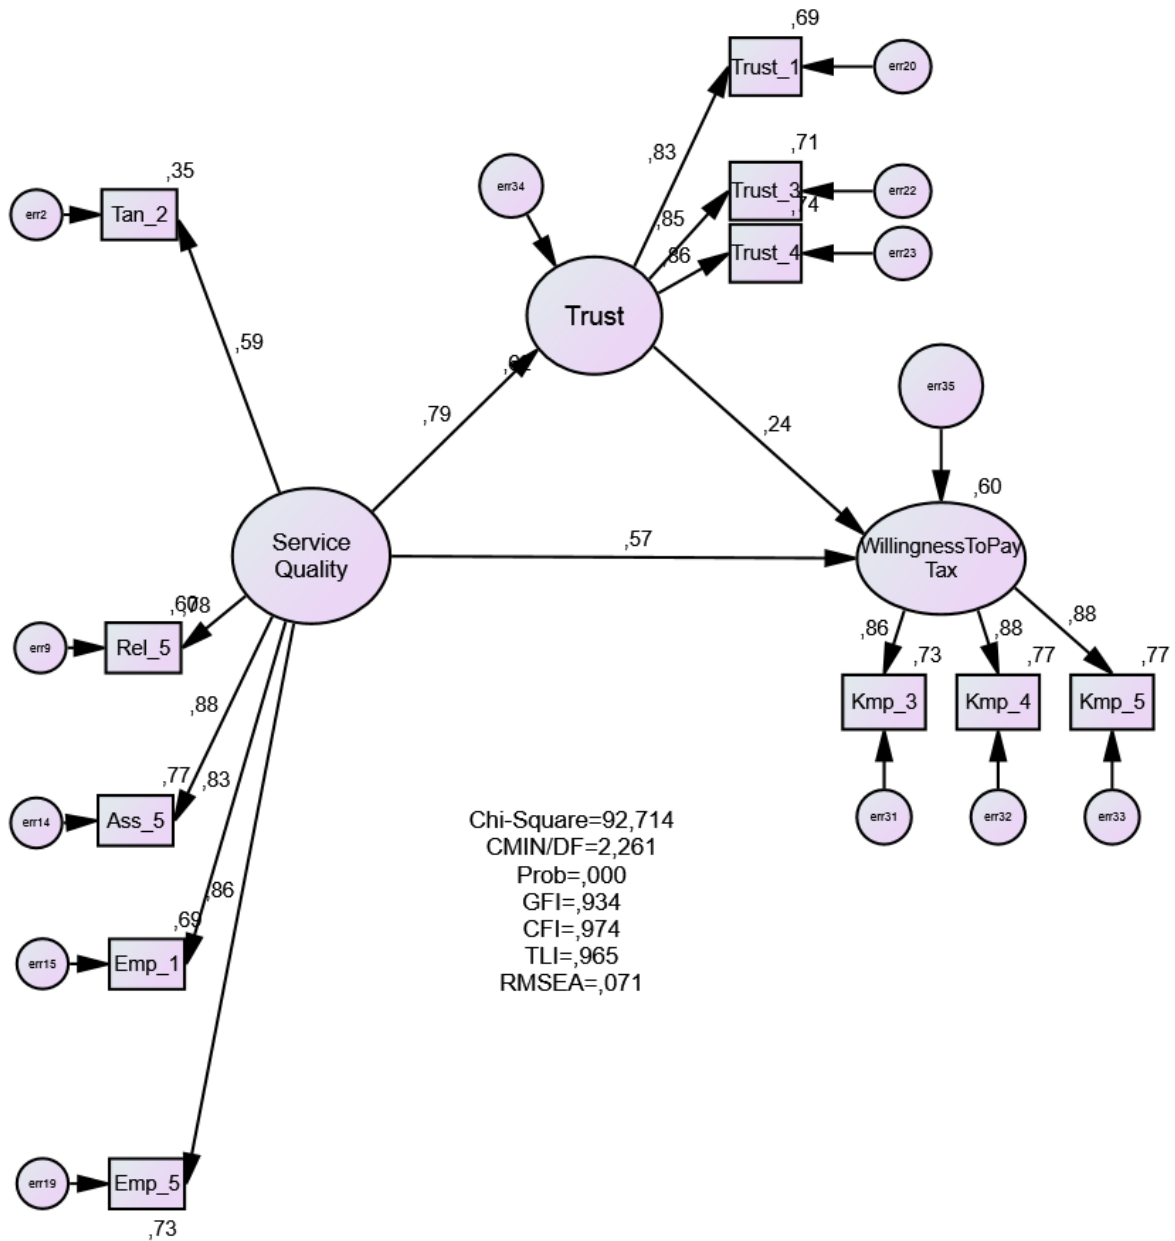 ,69
Trust_1
err20
,83
,71
err34
Trust_3
err22
,35
,74
err2
Tan_2
,85
,86
Trust_4
err23
Trust
,59
err35
,79
,24
,60
Service
Quality
,57
WillingnessToPay
Tax
,60
,78
err9
Rel_5
,86
,73
,88
,77
,88
,77
Kmp_3
Kmp_4
Kmp_5
,88
,77
,83
err14
Ass_5
err31
err32
err33
Chi-Square=92,714
CMIN/DF=2,261
Prob=,000
GFI=,934
CFI=,974
TLI=,965
RMSEA=,071
,86
,69
err15
Emp_1
err19
Emp_5
,73